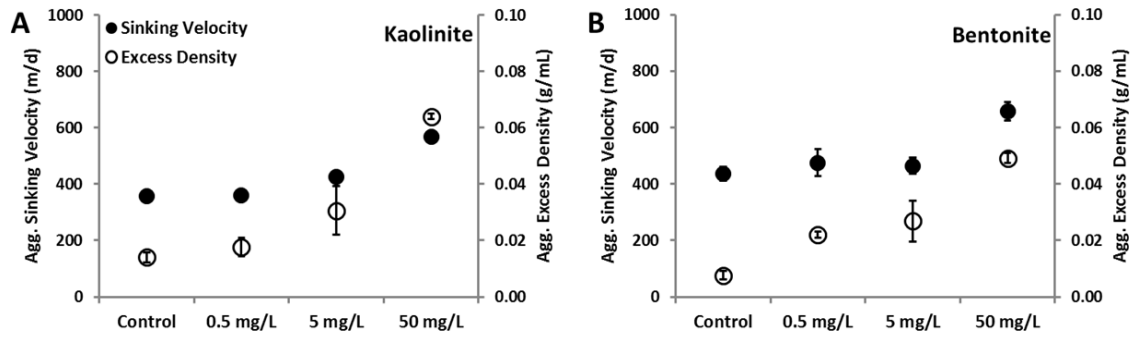 A
Kaolinite
Sinking Velocity
Excess Density
Agg. Sinking Velocity (m/d)
1000
800
600
400
200
0
Agg. Excess Density (g/mL)
0.10
0.08
0.06
0.04
0.02
0.00
Control 0.5 mg/L 5 mg/L 50 mg/L
B
Bentonite
Agg. Sinking Velocity (m/d)
1000
800
600
400
200
0
Agg. Excess Density (g/mL)
0.10
0.08
0.06
0.04
0.02
0.00
Control 0.5 mg/L 5 mg/L 50 mg/L